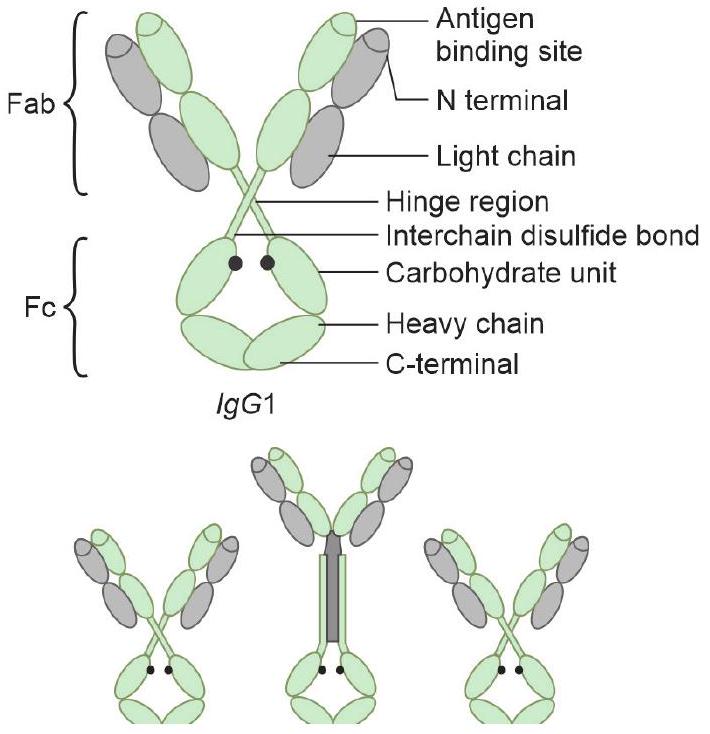 Antigen
binding site
Fab
N terminal
Light chain
Hinge region
Interchain disulfide bond
Carbohydrate unit
Fc
Heavy chain
C-terminal
IgG1